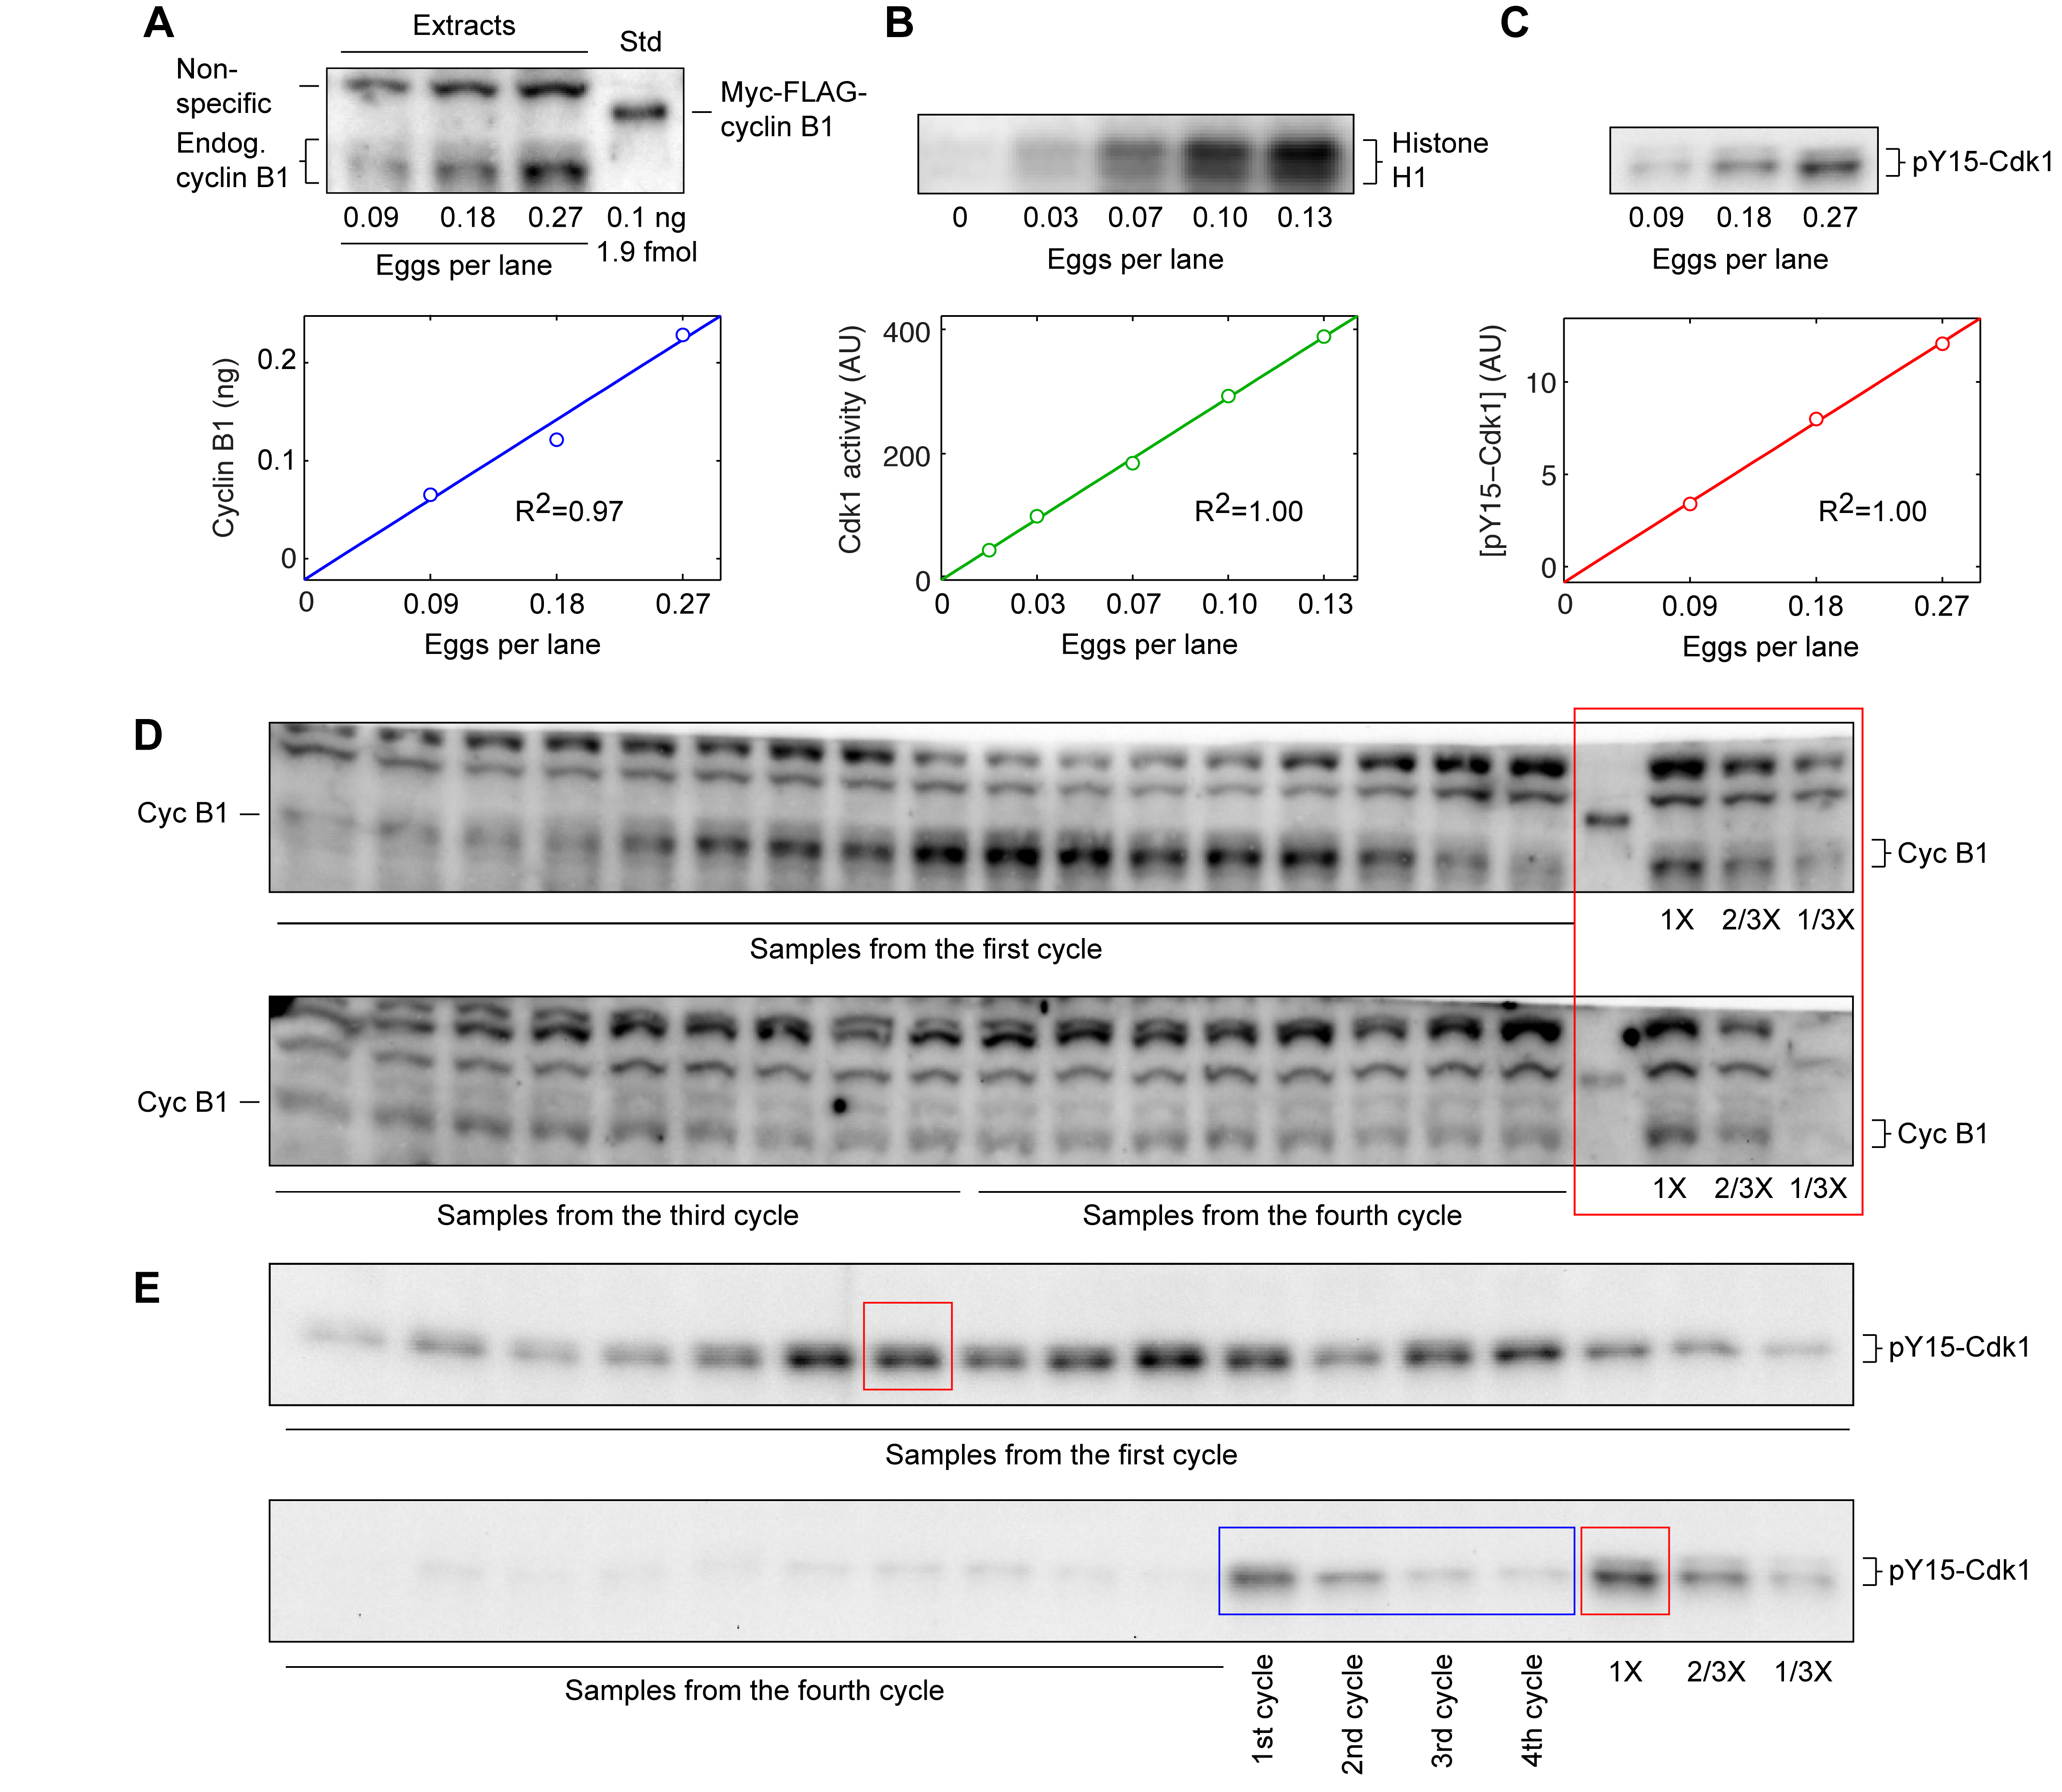 A
Extracts
Std
Non-
specific
Endog.
cyclin B1
Myc-FLAG-
cyclin B1
0.09 0.18 0.27 0.1 ng
1.9 fmol
Eggs per lane
Cyclin B1 (ng)
0.2
0.1
0
R2=0.97
0 0.09 0.18 0.27
Eggs per lane
B
Histone
H1
0 0.03 0.07 0.10 0.13
Eggs per lane
Cdk1 activity (AU)
400
200
0
R2=1.00
0 0.03 0.07 0.10 0.13
Eggs per lane
C
pY15-Cdk1
0.09 0.18 0.27
Eggs per lane
[pY15–Cdk1] (AU)
10
5
0
R2=1.00
0 0.09 0.18 0.27
Eggs per lane
D
Cyc B1
Cyc B1
1X 2/3X 1/3X
Samples from the first cycle
Cyc B1
Cyc B1
1X 2/3X 1/3X
Samples from the third cycle
Samples from the fourth cycle
E
pY15-Cdk1
Samples from the first cycle
pY15-Cdk1
Samples from the fourth cycle
1st cycle
2nd cycle
3rd cycle
4th cycle
1X 2/3X 1/3X